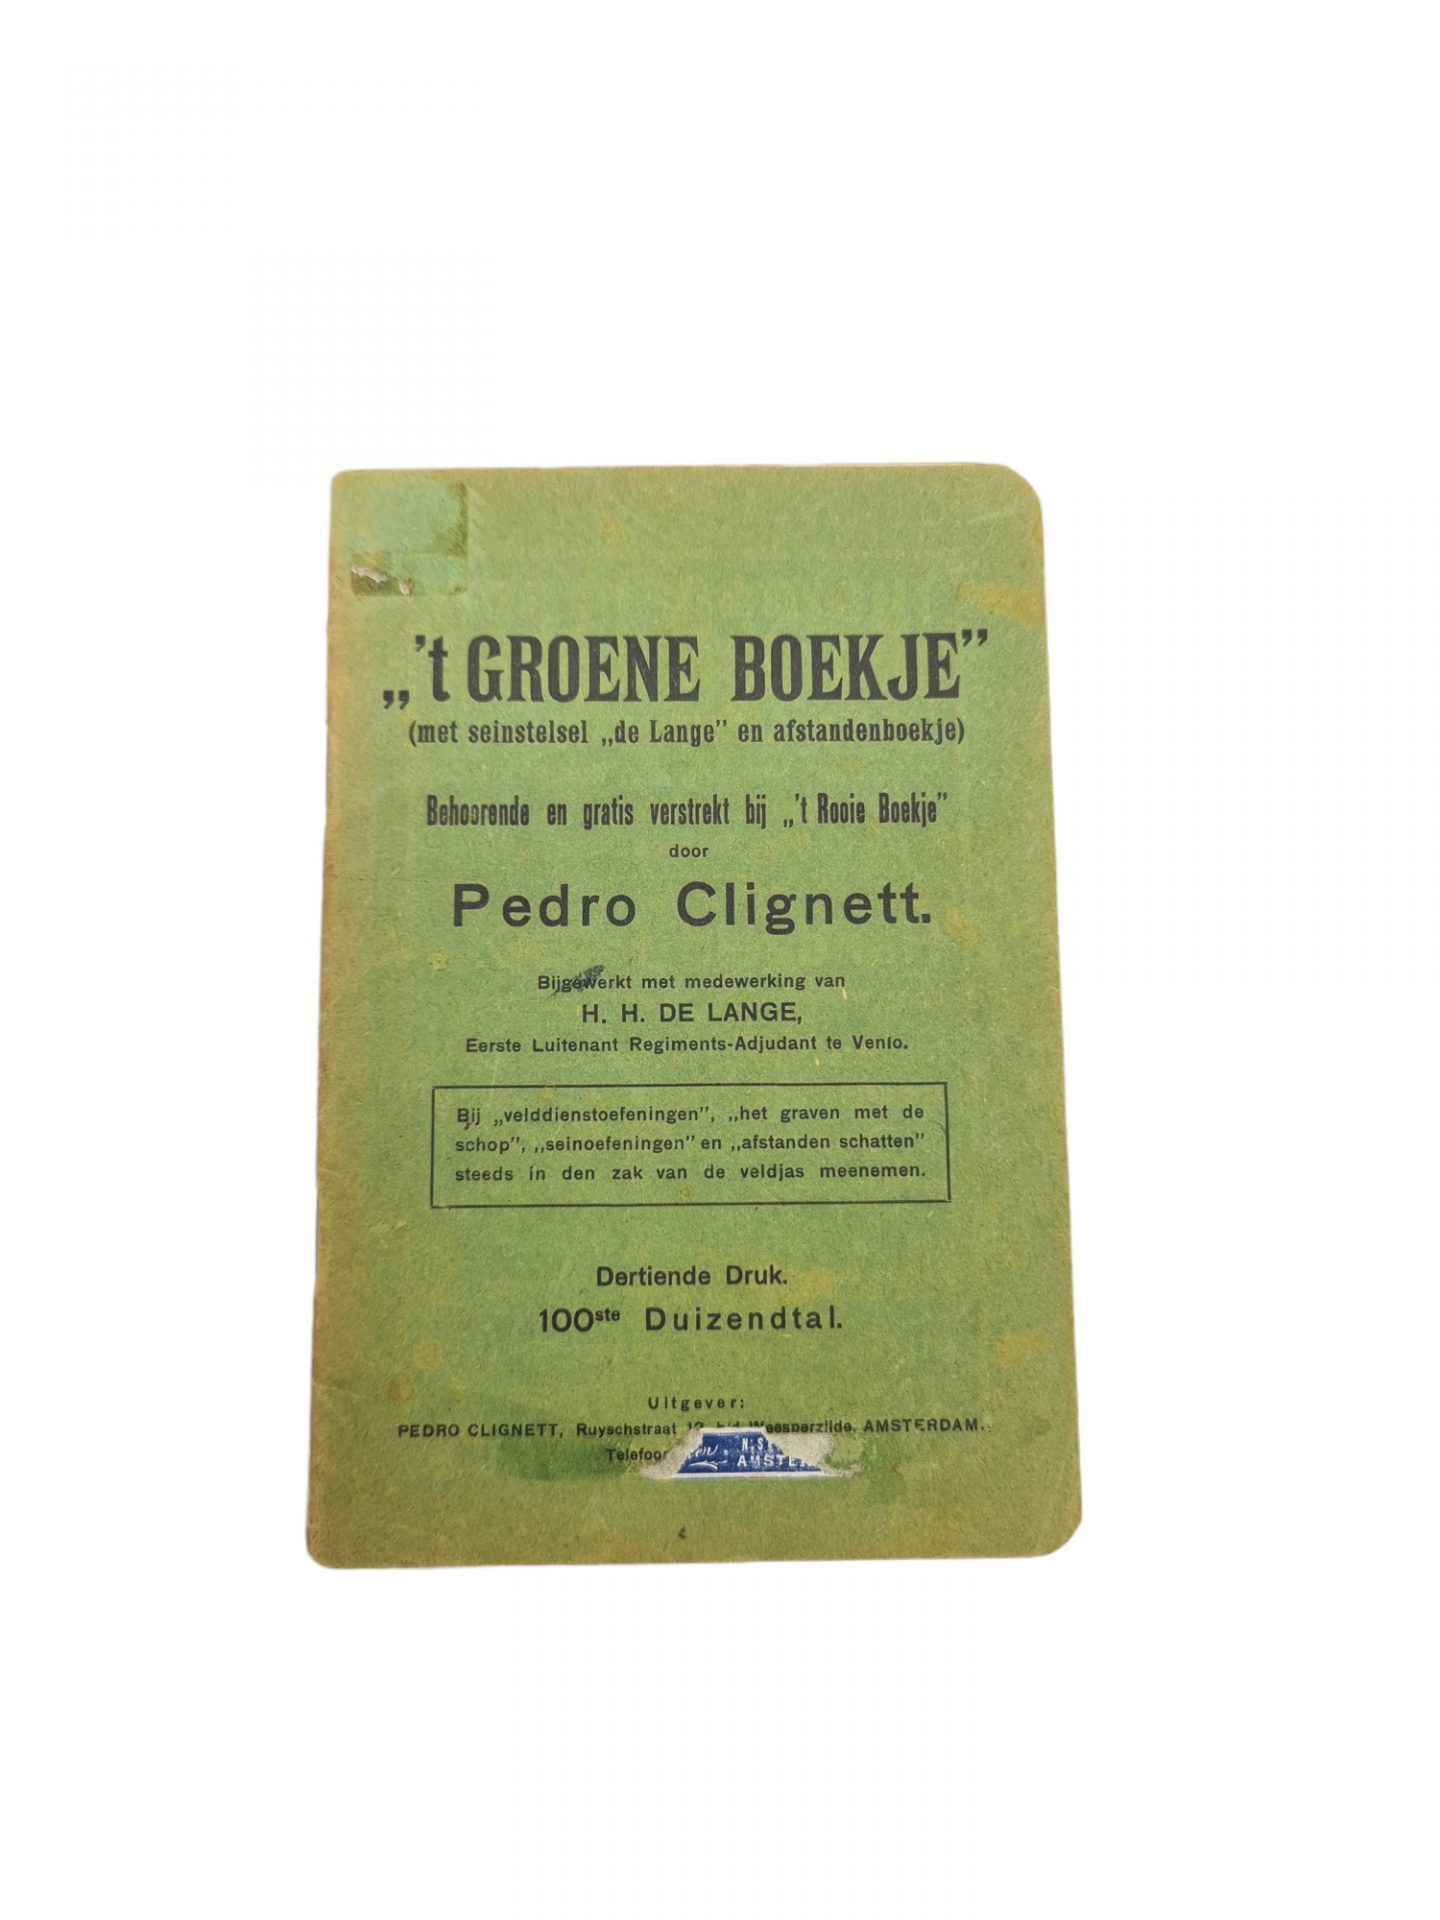 „'t GROENE BOEKJE”
(met seinstelsel „de Lange” en afstandenboekje)
Behoorende en gratis verstrekt bij „'t Rooie Boekje”
door
Pedro Clignett.
Bijgewerkt met medewerking van
H. H. DE LANGE,
Eerste Luitenant Regiments-Adjudant te Venlo.
Bij „velddienstoefeningen”, „het graven met de
schop”, „seinoefeningen” en „afstanden schatten”
steeds in den zak van de veldjas meenemen.
Dertiende Druk.
100ste Duizendtal.
Uitgever:
PEDRO CLIGNETT, Ruyschstraat 12 b/d Weesperzijde, AMSTERDAM.